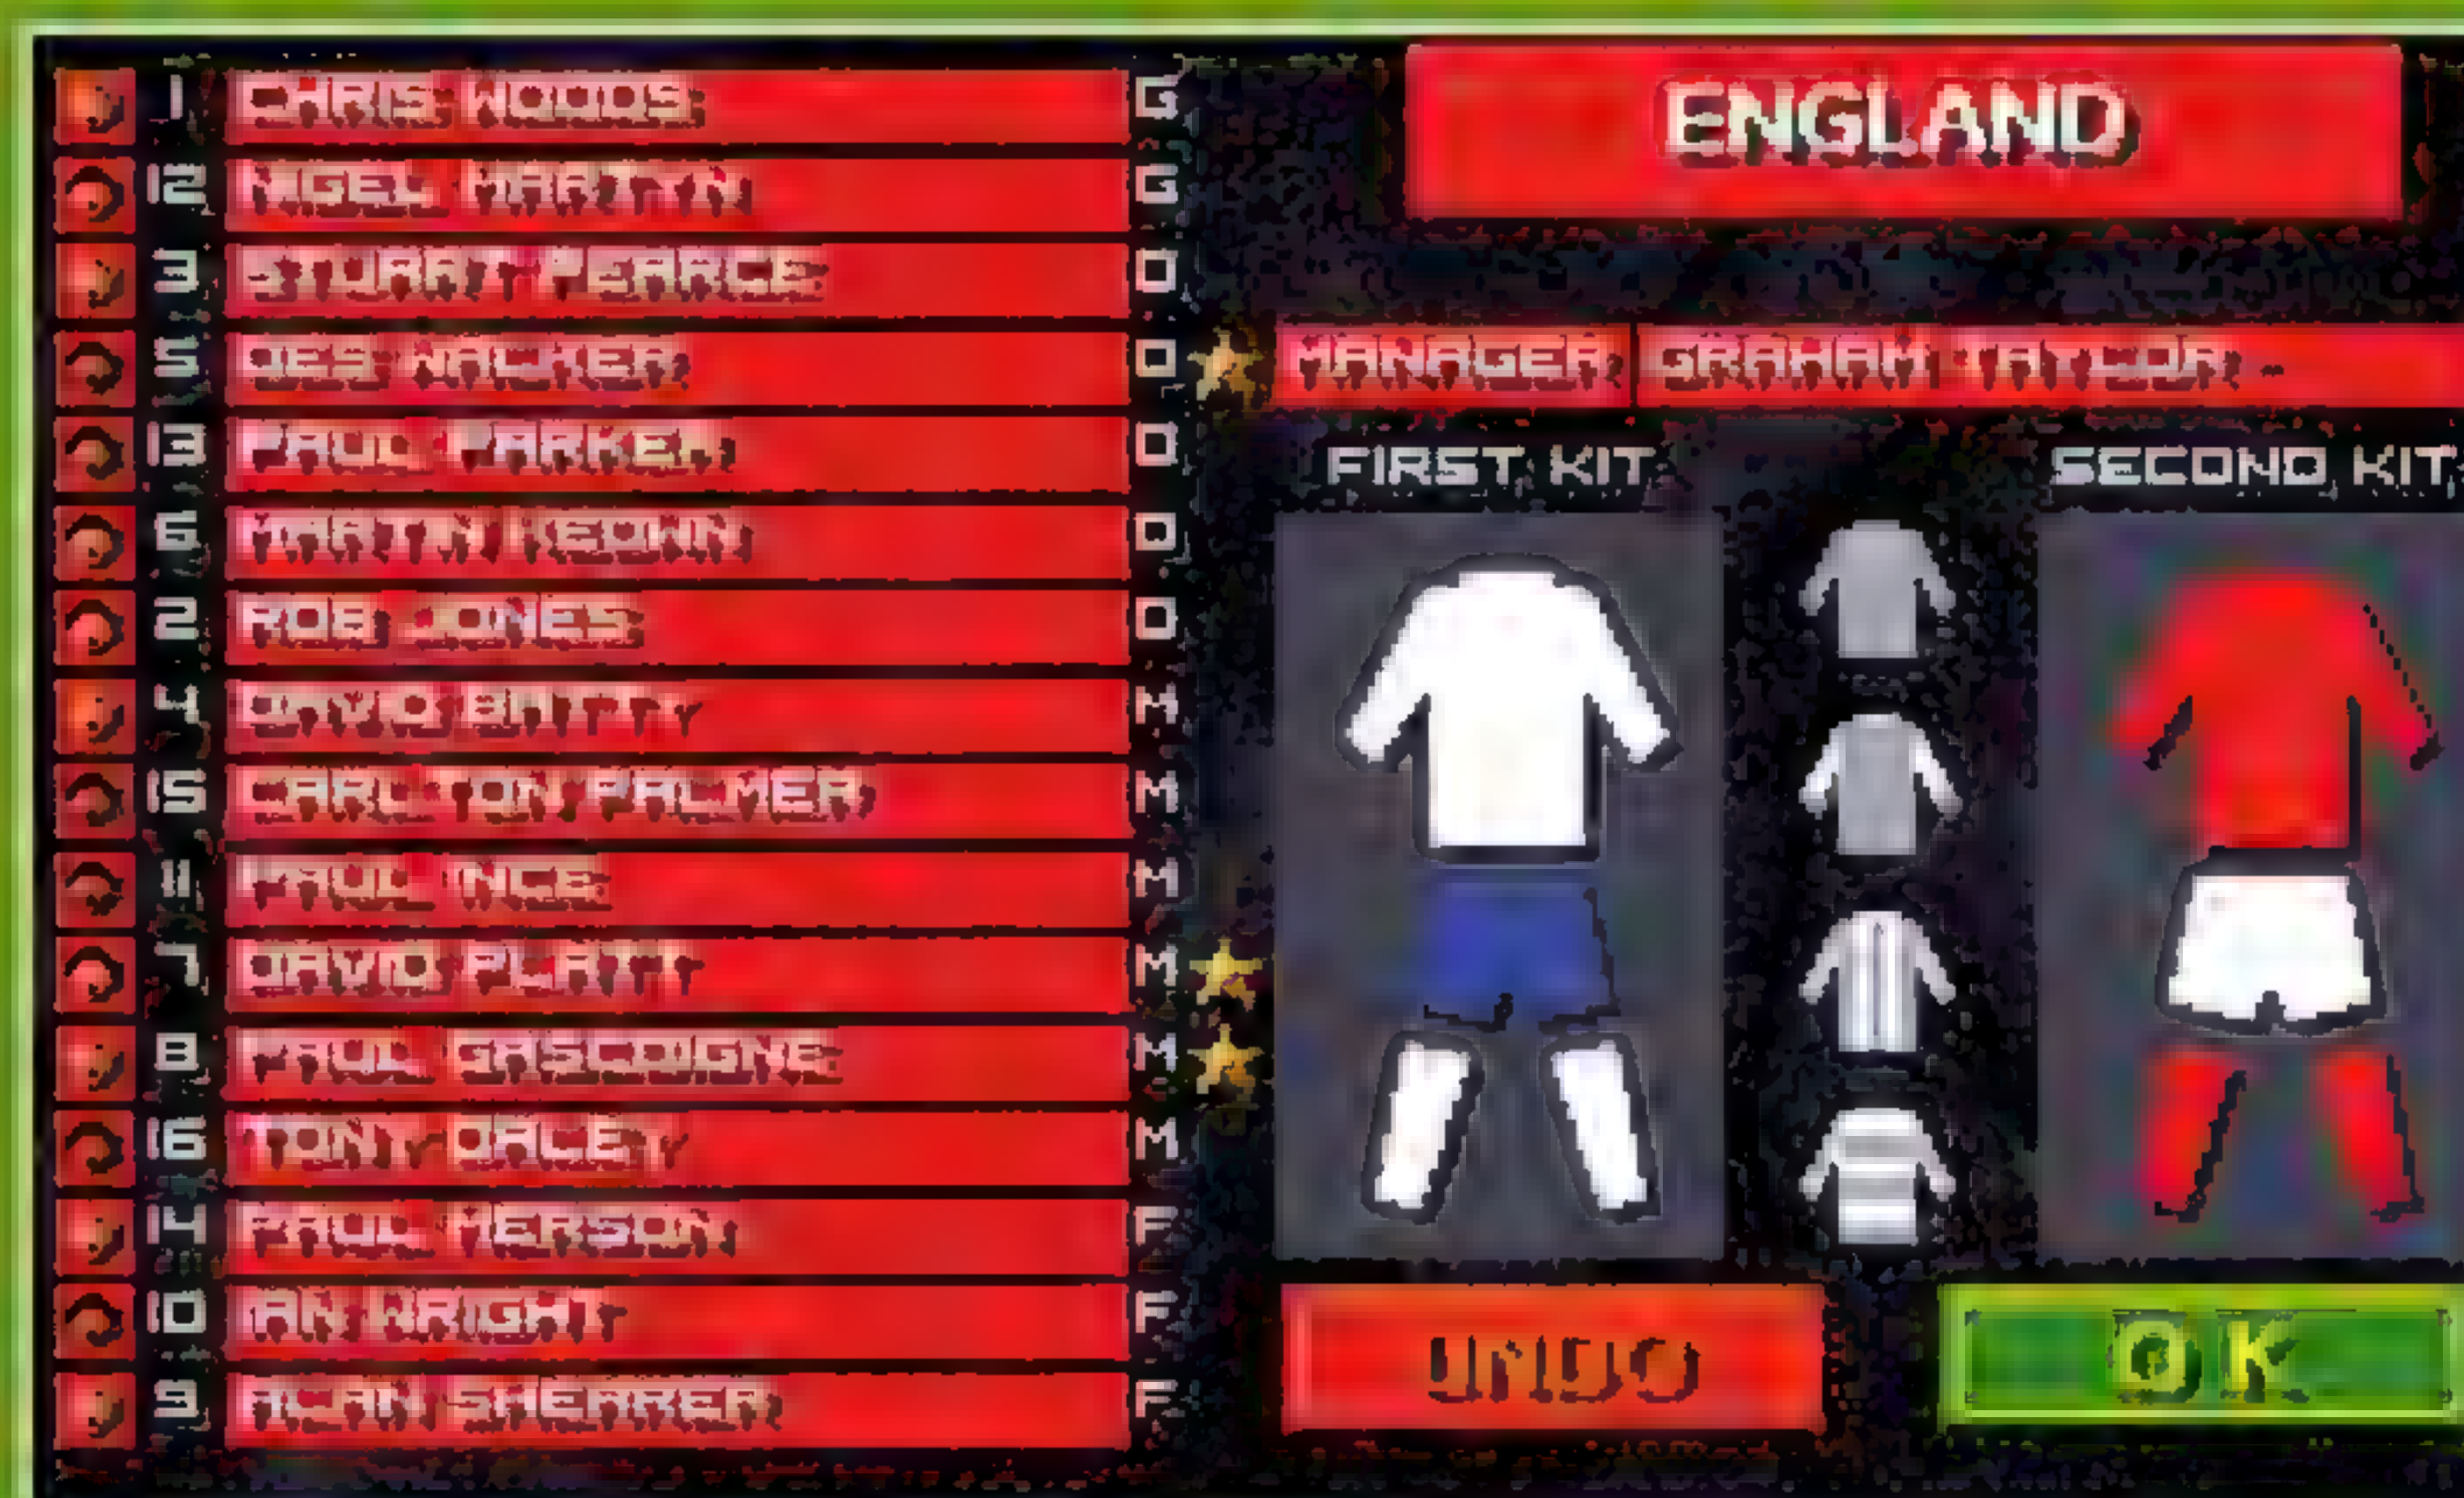 1 CHRIS WOODS G
12 NIGEL MARTYN G
3 STUART PEARCE D
5 DES WALKER D
13 PAUL PARKER D
6 MARTIN KEOWN D
2 ROB JONES D
4 DAVID BATTY M
15 CARLTON PALMER M
11 PAUL INCE M
7 DAVID PLATT M
8 PAUL GASCOIGNE M
16 TONY DALEY M
14 PAUL MERSON F
10 IAN WRIGHT F
9 ALAN SHEARER F
ENGLAND
MANAGER GRAHAM TAYLOR
FIRST KIT
SECOND KIT
UNDO
OK